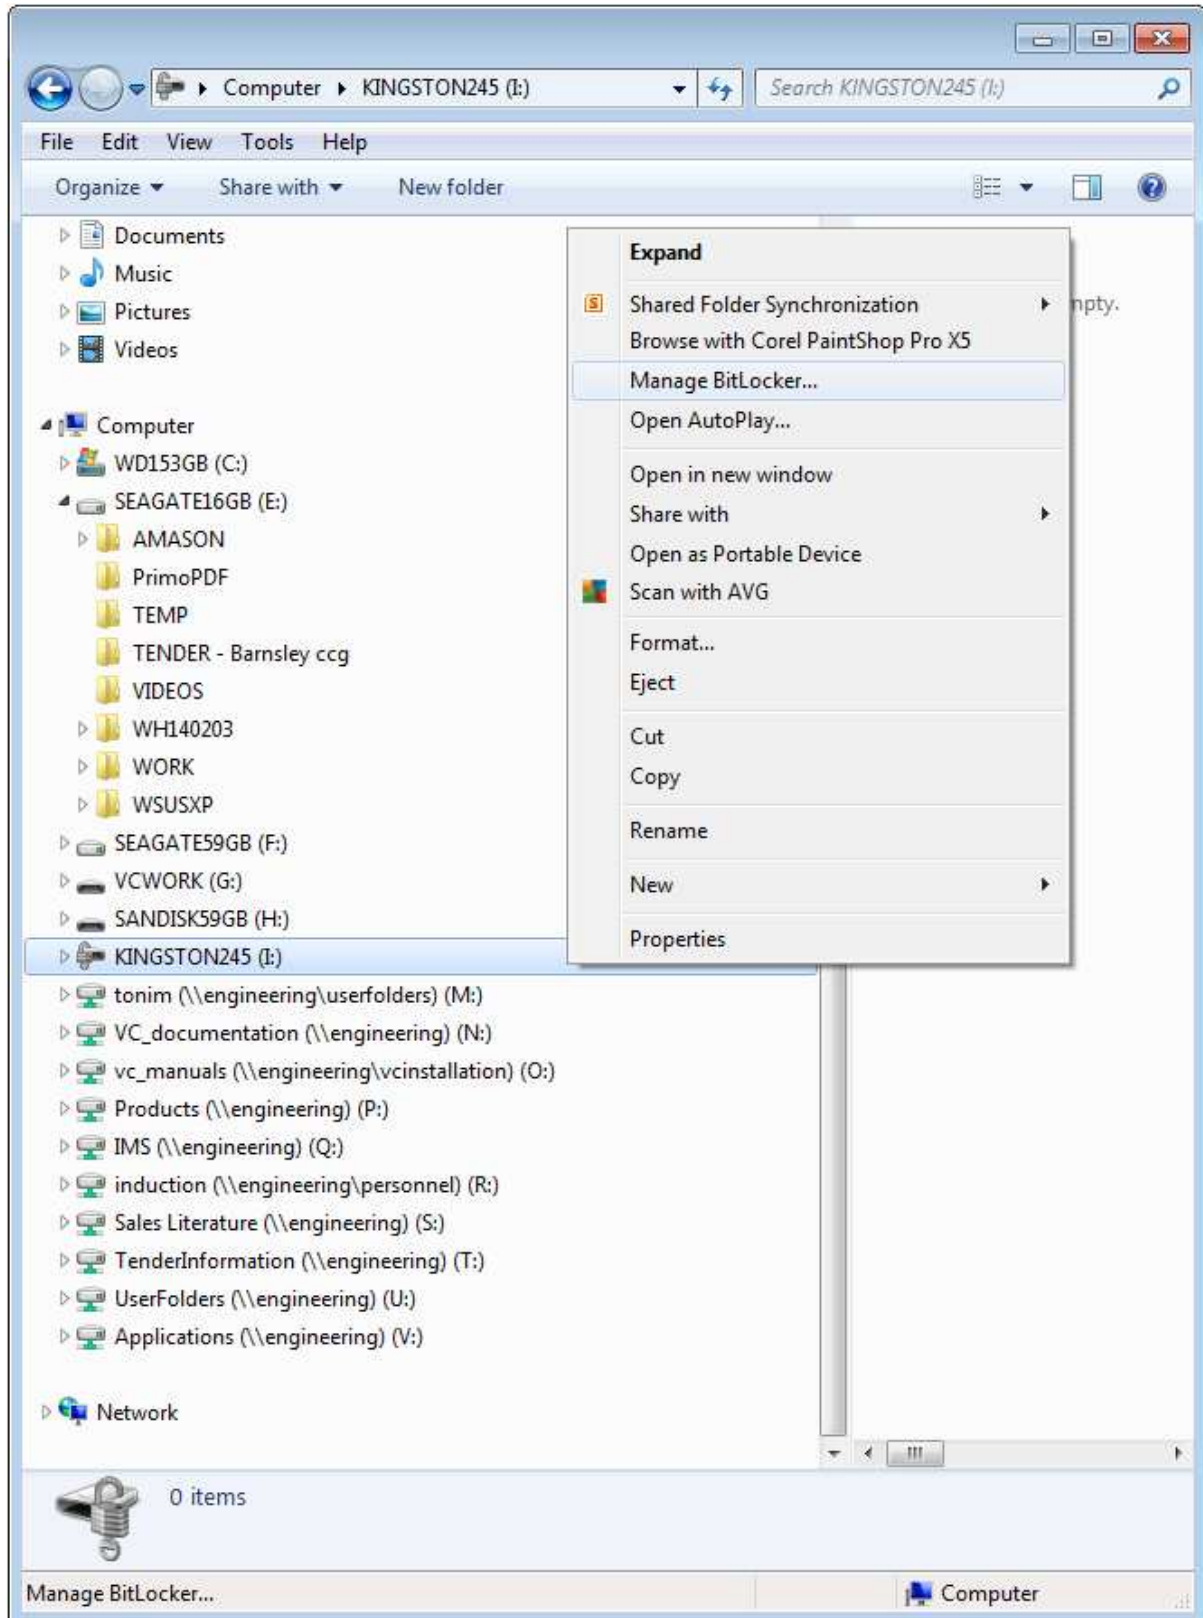 Computer KINGSTON245 (I:) Search KINGSTON245 (I:)
File Edit View Tools Help
Organize Share with New folder
Documents
Music
Pictures
Videos
Computer
WD153GB (C:)
SEAGATE16GB (E:)
AMASON
PrimoPDF
TEMP
TENDER - Barnsley ccg
VIDEOS
WH140203
WORK
WSUSXP
SEAGATE59GB (F:)
VCWORK (G:)
SANDISK59GB (H:)
KINGSTON245 (I:)
tonim (\\engineering\userfolders) (M:)
VC_documentation (\\engineering) (N:)
vc_manuals (\\engineering\vcinstallation) (O:)
Products (\\engineering) (P:)
IMS (\\engineering) (Q:)
induction (\\engineering\personnel) (R:)
Sales Literature (\\engineering) (S:)
TenderInformation (\\engineering) (T:)
UserFolders (\\engineering) (U:)
Applications (\\engineering) (V:)
Network
Expand
Shared Folder Synchronization
Browse with Corel PaintShop Pro X5
Manage BitLocker...
Open AutoPlay...
Open in new window
Share with
Open as Portable Device
Scan with AVG
Format...
Eject
Cut
Copy
Rename
New
Properties
0 items
Manage BitLocker... Computer